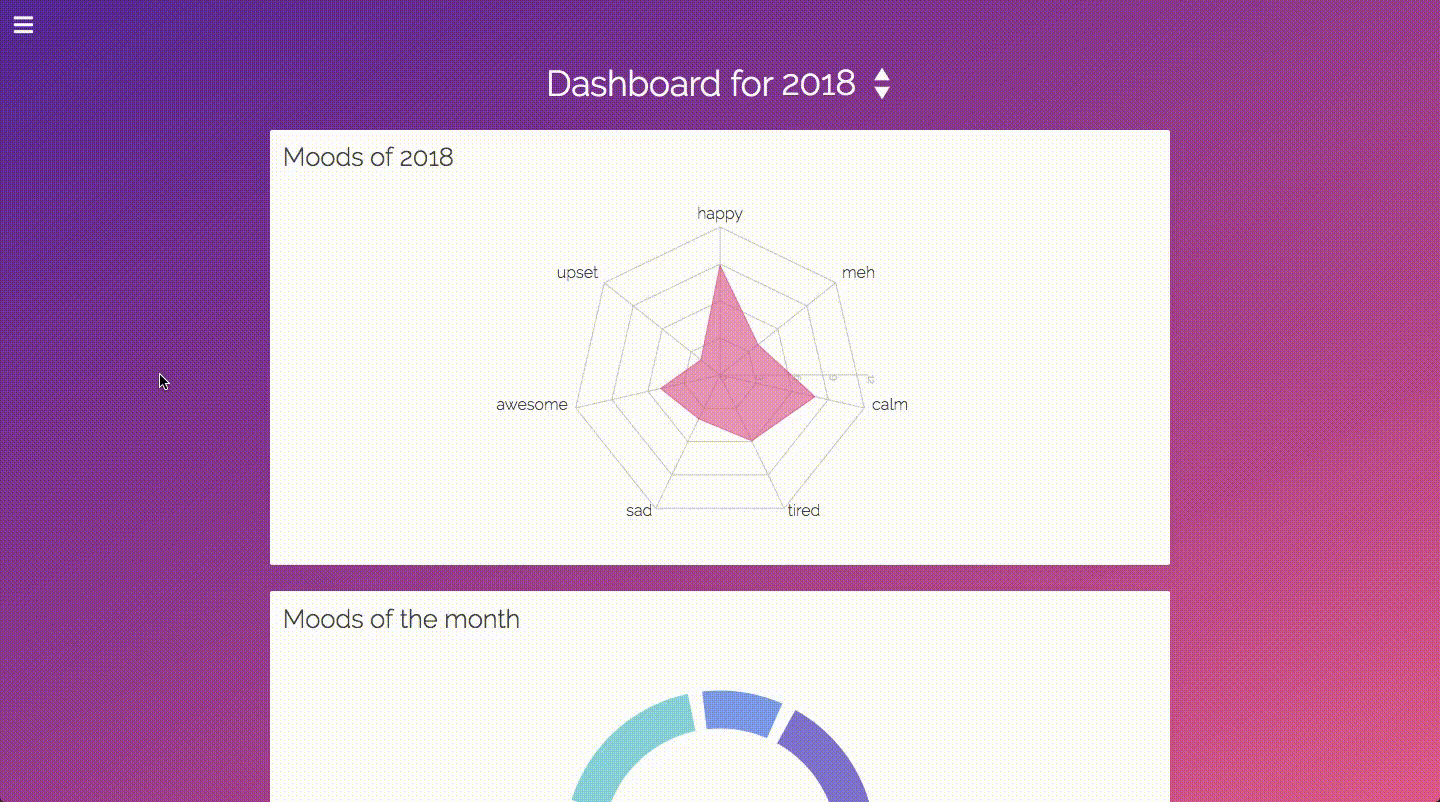 Dashboard for 2018
Moods of 2018
happy
upset
meh
awesome
calm
sad
tired
Moods of the month